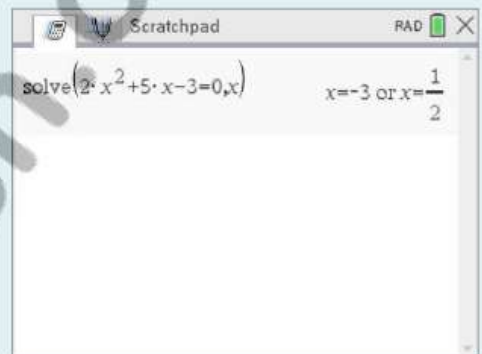 Scratchpad RAD
solve(2·x²+5·x−3=0,x) x=-3 or x=1/2